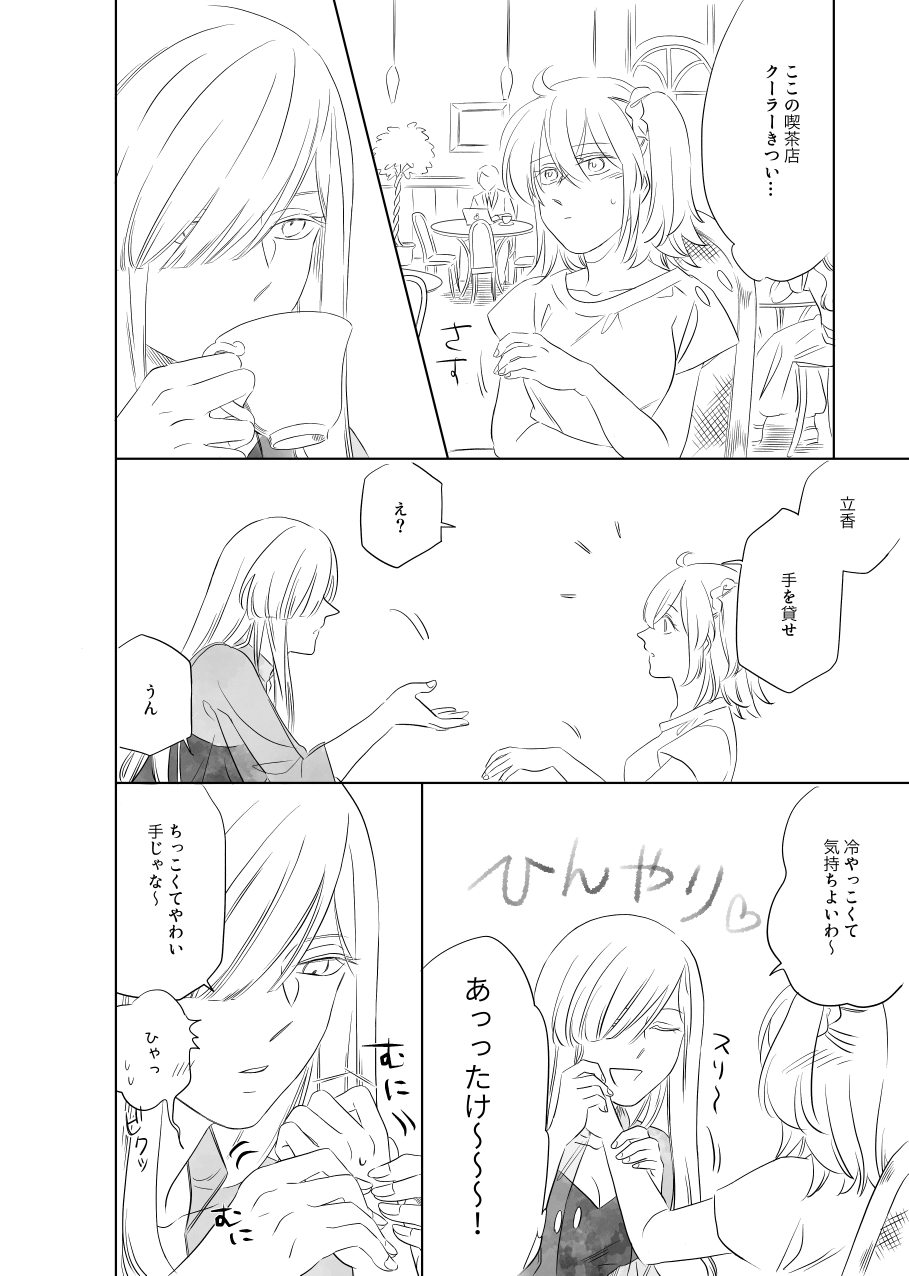 ここの喫茶店
クーラーきつい…
さす
立香
手を貸せ
え?
うん
冷やっこくて
気持ちよいわ～
ひんやり♡
スリ～
あっったけ～～～!
ちっこくてやわい
手じゃな～
ひゃっ
ビクッ
むに
むに